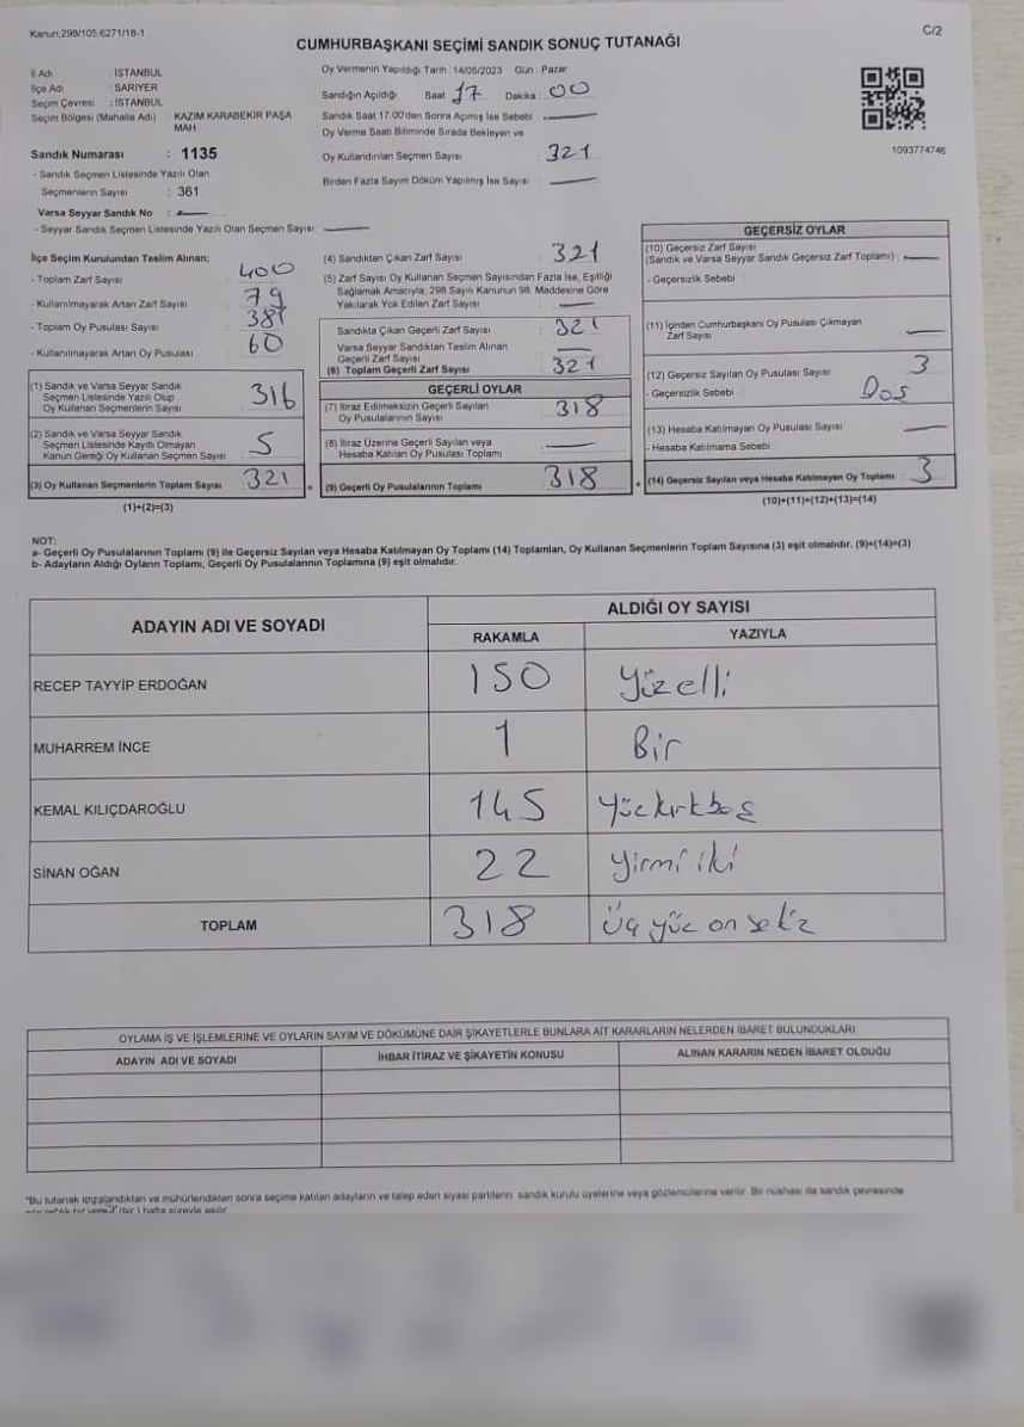 Kanun;298/105;6271/18-1
C/2
CUMHURBAŞKANI SEÇİMİ SANDIK SONUÇ TUTANAĞI
İl Adı : İSTANBUL
İlçe Adı : SARIYER
Seçim Çevresi : İSTANBUL
Seçim Bölgesi (Mahalle Adı) KAZIM KARABEKİR PAŞA MAH
Sandık Numarası : 1135
- Sandık Seçmen Listesinde Yazılı Olan
Seçmenlerin Sayısı : 361
Varsa Seyyar Sandık No : —
- Seyyar Sandık Seçmen Listesinde Yazılı Olan Seçmen Sayısı —
Oy Vermenin Yapıldığı Tarih : 14/05/2023 Gün : Pazar
Sandığın Açıldığı Saat : 17 Dakika : 00
Sandık Saat 17:00'den Sonra Açılmış İse Sebebi —
Oy Verme Saati Bitiminde Sırada Bekleyen ve
Oy Kullandırılan Seçmen Sayısı : 321
Birden Fazla Sayım Döküm Yapılmış İse Sayısı —
1093774746
İlçe Seçim Kurulundan Teslim Alınan;
- Toplam Zarf Sayısı : 400
- Kullanılmayarak Artan Zarf Sayısı : 79
- Toplam Oy Pusulası Sayısı : 381
- Kullanılmayarak Artan Oy Pusulası : 60
(1) Sandık ve Varsa Seyyar Sandık
Seçmen Listesinde Yazılı Olup
Oy Kullanan Seçmenlerin Sayısı 316
(2) Sandık ve Varsa Seyyar Sandık
Seçmen Listesinde Kayıtlı Olmayan
Kanun Gereği Oy Kullanan Seçmen Sayısı 5
(3) Oy Kullanan Seçmenlerin Toplam Sayısı 321
(1)+(2)=(3)
(4) Sandıktan Çıkan Zarf Sayısı : 321
(5) Zarf Sayısı Oy Kullanan Seçmen Sayısından Fazla İse, Eşitliği
Sağlamak Amacıyla, 298 Sayılı Kanunun 98. Maddesine Göre
Yakılarak Yok Edilen Zarf Sayısı : —
Sandıkta Çıkan Geçerli Zarf Sayısı : 321
Varsa Seyyar Sandıktan Teslim Alınan
Geçerli Zarf Sayısı : —
(6) Toplam Geçerli Zarf Sayısı : 321
GEÇERLİ OYLAR
(7) İtiraz Edilmeksizin Geçerli Sayılan
Oy Pusulalarının Sayısı : 318
(8) İtiraz Üzerine Geçerli Sayılan veya
Hesaba Katılan Oy Pusulası Toplamı : —
= (9) Geçerli Oy Pusulalarının Toplamı : 318
GEÇERSİZ OYLAR
(10) Geçersiz Zarf Sayısı
(Sandık ve Varsa Seyyar Sandık Geçersiz Zarf Toplamı) : —
- Geçersizlik Sebebi
(11) İçinden Cumhurbaşkanı Oy Pusulası Çıkmayan
Zarf Sayısı —
(12) Geçersiz Sayılan Oy Pusulası Sayısı 3
- Geçersizlik Sebebi
(13) Hesaba Katılmayan Oy Pusulası Sayısı —
- Hesaba Katılmama Sebebi
+ (14) Geçersiz Sayılan veya Hesaba Katılmayan Oy Toplamı 3
(10)+(11)+(12)+(13)=(14)
NOT:
a- Geçerli Oy Pusulalarının Toplamı (9) ile Geçersiz Sayılan veya Hesaba Katılmayan Oy Toplamı (14) Toplamları, Oy Kullanan Seçmenlerin Toplam Sayısına (3) eşit olmalıdır. (9)+(14)=(3)
b- Adayların Aldığı Oyların Toplamı, Geçerli Oy Pusulalarının Toplamına (9) eşit olmalıdır.
ADAYIN ADI VE SOYADI
ALDIĞI OY SAYISI
RAKAMLA YAZIYLA
RECEP TAYYİP ERDOĞAN 150 Yüzelli
MUHARREM İNCE 1 Bir
KEMAL KILIÇDAROĞLU 145 Yüzkırkbeş
SİNAN OĞAN 22 Yirmi iki
TOPLAM 318 Üç yüz on sekiz
OYLAMA İŞ VE İŞLEMLERİNE VE OYLARIN SAYIM VE DÖKÜMÜNE DAİR ŞİKAYETLERLE BUNLARA AİT KARARLARIN NELERDEN İBARET BULUNDUKLARI
ADAYIN ADI VE SOYADI İHBAR İTİRAZ VE ŞİKAYETİN KONUSU ALINAN KARARIN NEDEN İBARET OLDUĞU
*Bu tutanak imzalandıktan ve mühürlendikten sonra seçime katılan adayların ve talep eden siyasi partilerin sandık kurulu üyelerine veya gözlemcilerine verilir. Bir nüshası da sandık çevresinde